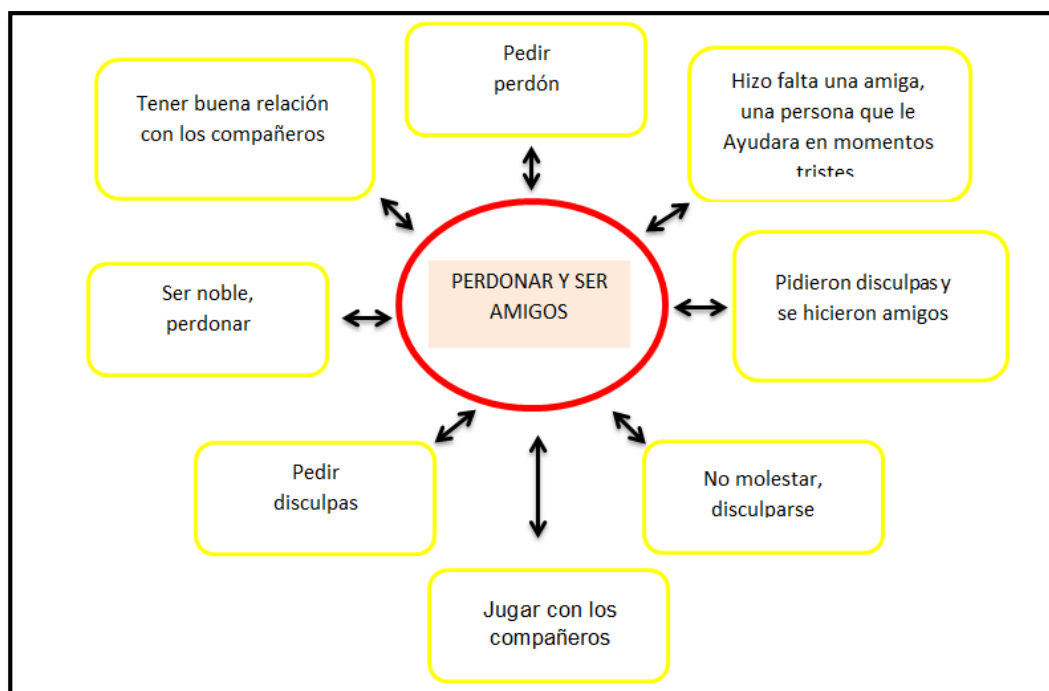 Pedir
perdón
Tener buena relación
con los compañeros
Hizo falta una amiga,
una persona que le
Ayudara en momentos
tristes
PERDONAR Y SER
AMIGOS
Ser noble,
perdonar
Pidieron disculpas y
se hicieron amigos
Pedir
disculpas
No molestar,
disculparse
Jugar con los
compañeros